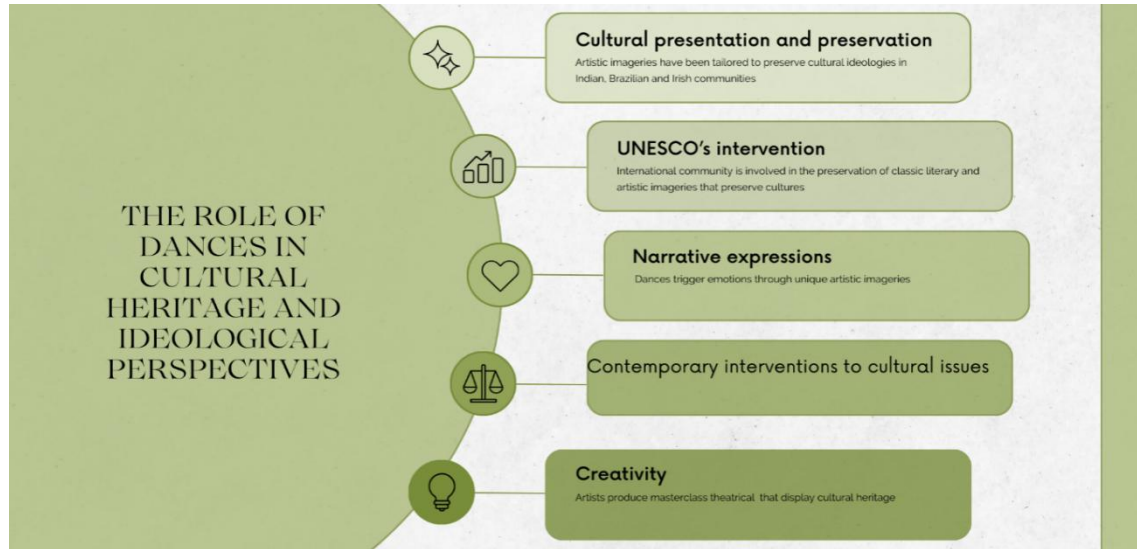 THE ROLE OF
DANCES IN
CULTURAL
HERITAGE AND
IDEOLOGICAL
PERSPECTIVES
Cultural presentation and preservation
Artistic imageries have been tailored to preserve cultural ideologies in
Indian, Brazilian and Irish communities
UNESCO's intervention
International community is involved in the preservation of classic literary and
artistic imageries that preserve cultures
Narrative expressions
Dances trigger emotions through unique artistic imageries
Contemporary interventions to cultural issues
Creativity
Artists produce masterclass theatrical that display cultural heritage